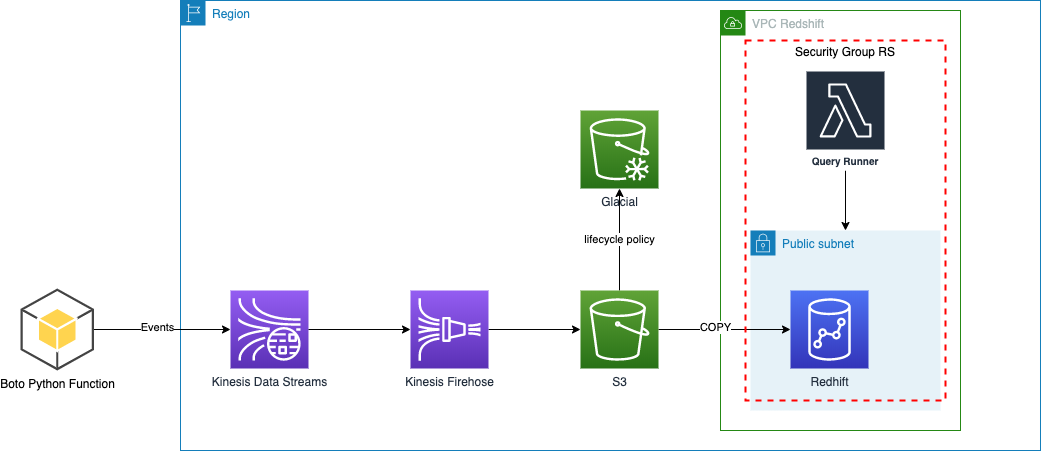 Region
VPC Redshift
Security Group RS
Query Runner
Glacial
lifecycle policy
Public subnet
Events
COPY
Boto Python Function
Kinesis Data Streams
Kinesis Firehose
S3
Redhift